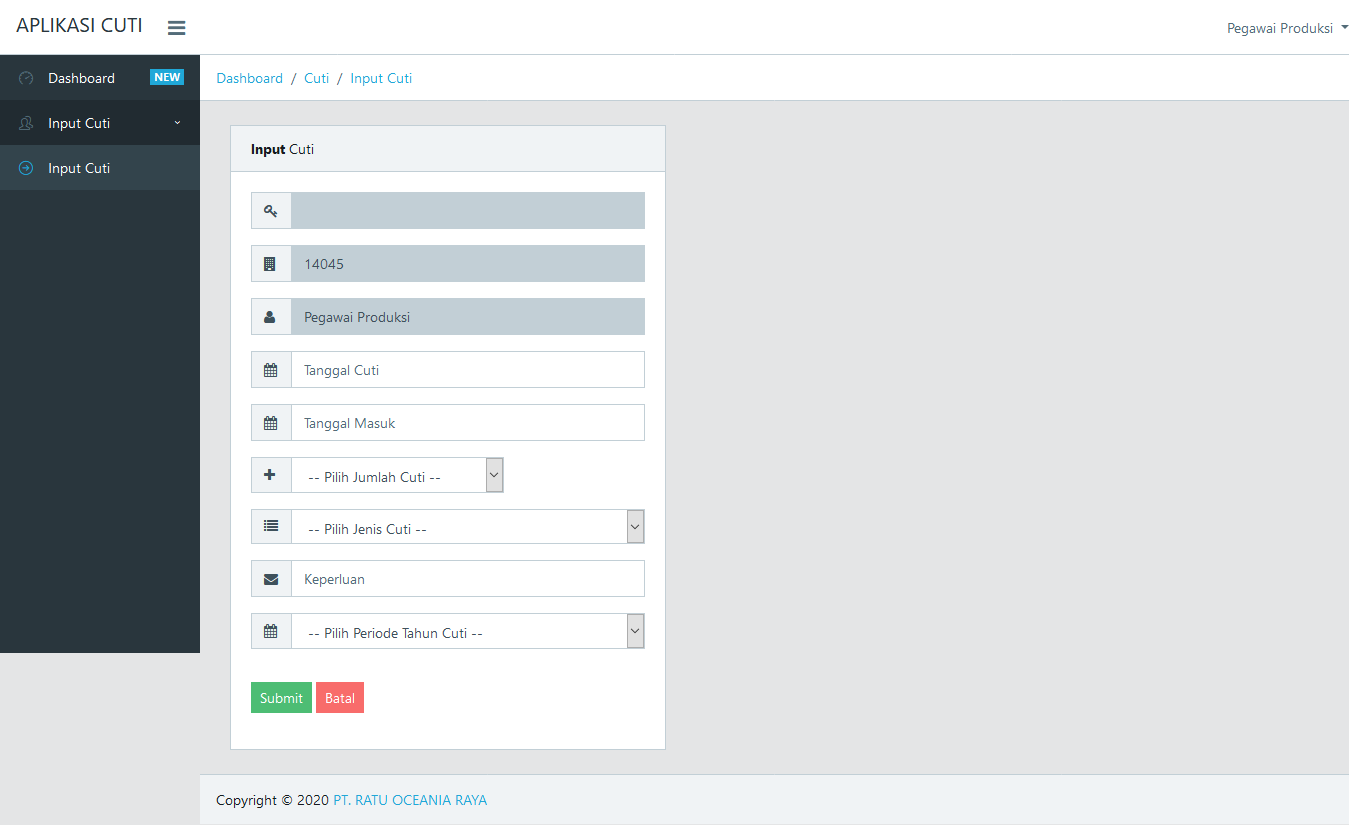 APLIKASI CUTI
Pegawai Produksi
Dashboard NEW
Input Cuti
Input Cuti
Dashboard / Cuti / Input Cuti
Input Cuti
14045
Pegawai Produksi
Tanggal Cuti
Tanggal Masuk
-- Pilih Jumlah Cuti --
-- Pilih Jenis Cuti --
Keperluan
-- Pilih Periode Tahun Cuti --
Submit Batal
Copyright © 2020 PT. RATU OCEANIA RAYA